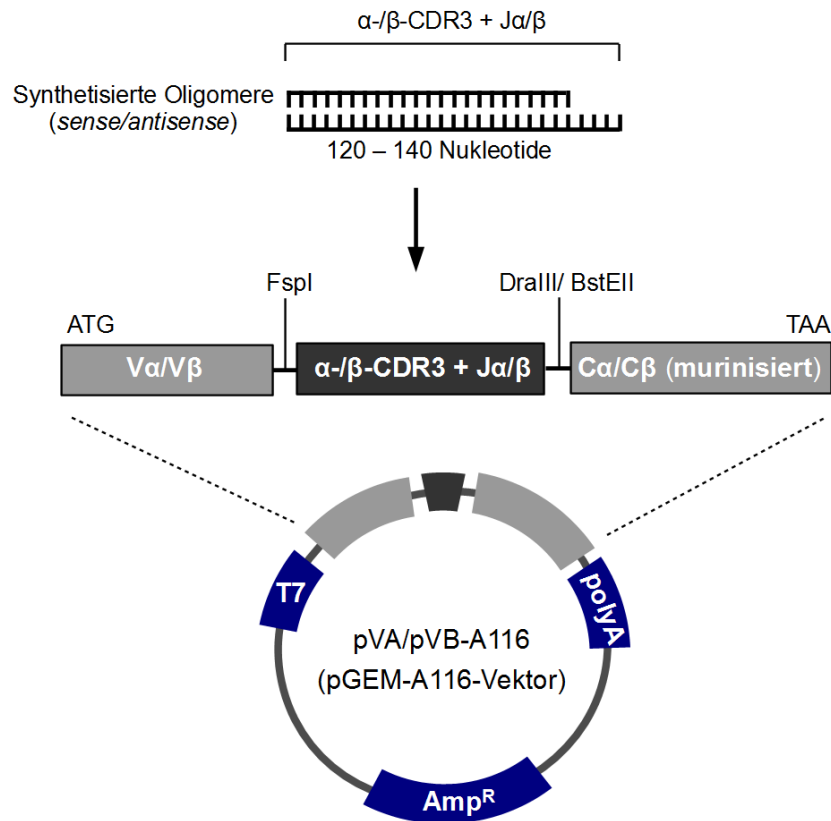 α-/β-CDR3 + Jα/β
Synthetisierte Oligomere
(sense/antisense)
120 – 140 Nukleotide
FspI
DraIII/ BstEII
ATG
TAA
Vα/Vβ
α-/β-CDR3 + Jα/β
Cα/Cβ (murinisiert)
T7
polyA
pVA/pVB-A116
(pGEM-A116-Vektor)
Ampᴿ